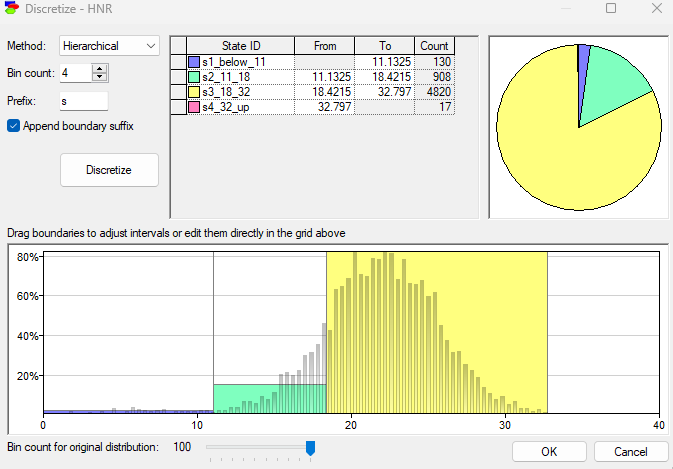 Discretize - HNR
Method: Hierarchical
Bin count: 4
Prefix: s
Append boundary suffix
Discretize
State ID From To Count
s1_below_11 11.1325 130
s2_11_18 11.1325 18.4215 908
s3_18_32 18.4215 32.797 4820
s4_32_up 32.797 17
Drag boundaries to adjust intervals or edit them directly in the grid above
80%
60%
40%
20%
0 10 20 30 40
Bin count for original distribution: 100
OK Cancel